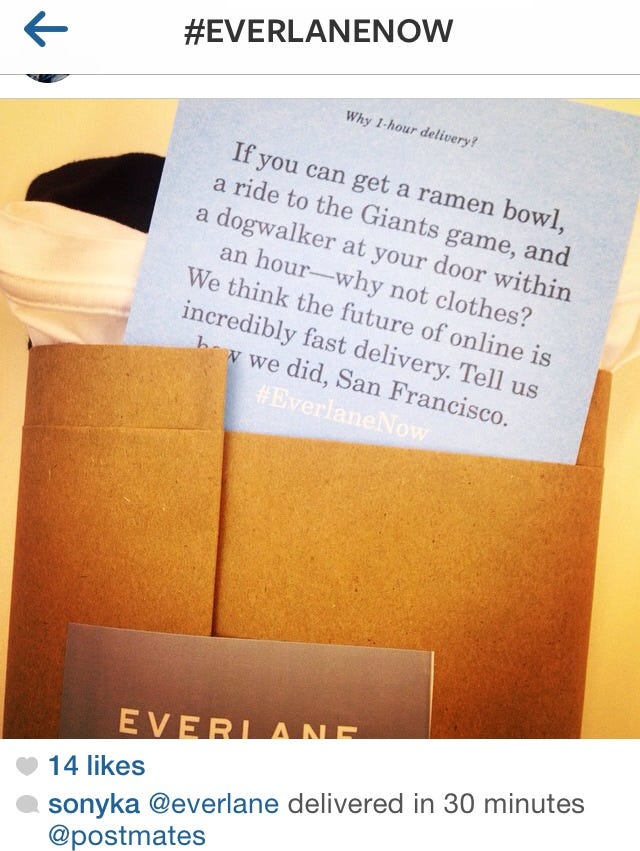 #EVERLANENOW
Why 1-hour delivery?
If you can get a ramen bowl,
a ride to the Giants game, and
a dogwalker at your door within
an hour—why not clothes?
We think the future of online is
incredibly fast delivery. Tell us
how we did, San Francisco.
#EverlaneNow
EVERLANE
14 likes
sonyka @everlane delivered in 30 minutes
@postmates